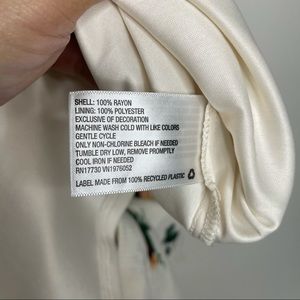 SHELL: 100% RAYON
LINING: 100% POLYESTER
EXCLUSIVE OF DECORATION
MACHINE WASH COLD WITH LIKE COLORS
GENTLE CYCLE
ONLY NON-CHLORINE BLEACH IF NEEDED
TUMBLE DRY LOW, REMOVE PROMPTLY
COOL IRON IF NEEDED
RN17730 VN1976052
LABEL MADE FROM 100% RECYCLED PLASTIC